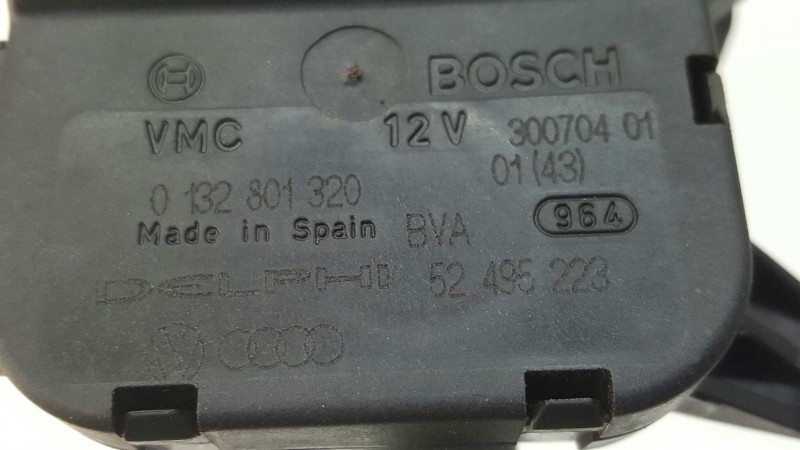 BOSCH
VMC 12V 300704 01
01(43)
0 132 801 320
Made in Spain BVA 964
DELPHI 52 495 223